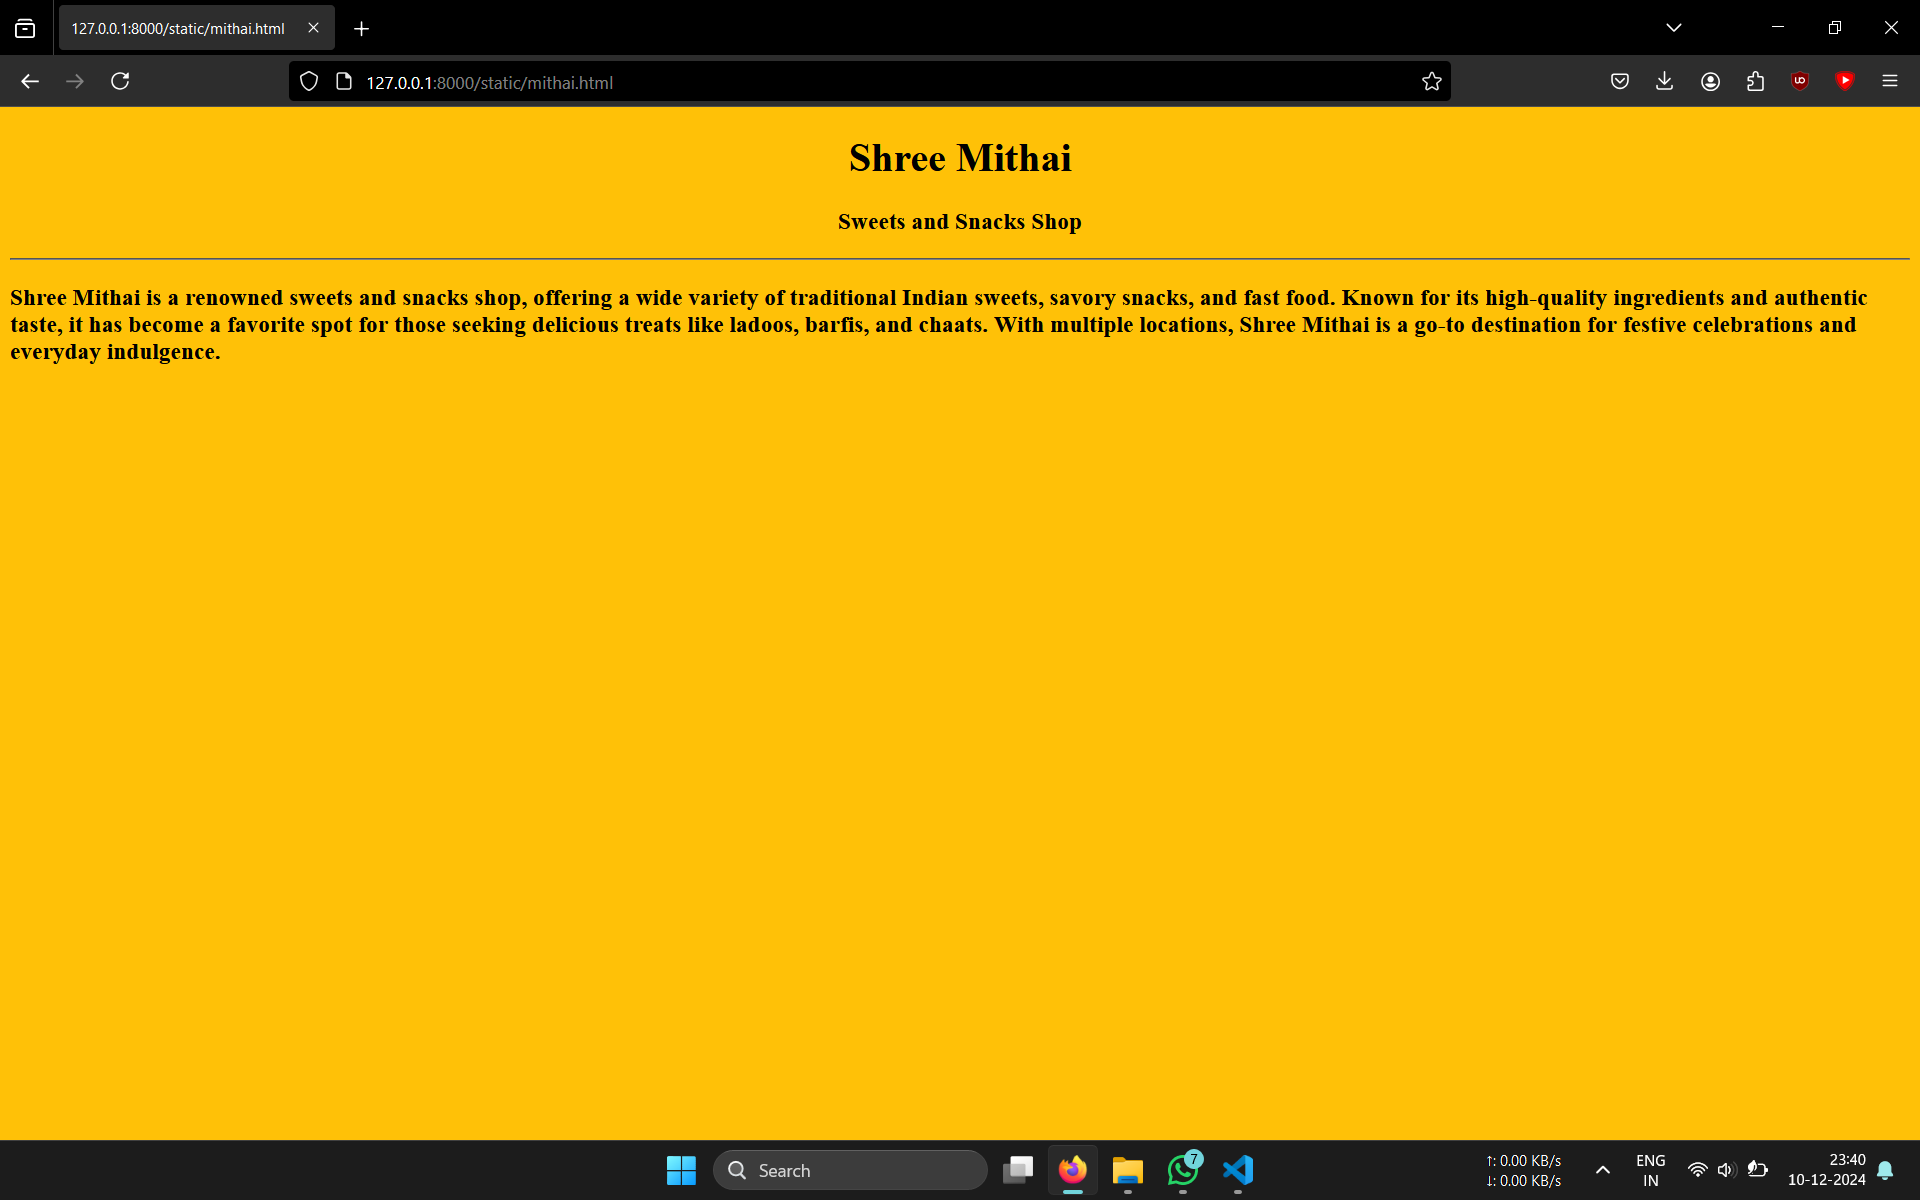 127.0.0.1:8000/static/mithai.html
127.0.0.1:8000/static/mithai.html
Shree Mithai
Sweets and Snacks Shop
Shree Mithai is a renowned sweets and snacks shop, offering a wide variety of traditional Indian sweets, savory snacks, and fast food. Known for its high-quality ingredients and authentic
taste, it has become a favorite spot for those seeking delicious treats like ladoos, barfis, and chaats. With multiple locations, Shree Mithai is a go-to destination for festive celebrations and
everyday indulgence.
Search
7
↑: 0.00 KB/s
↓: 0.00 KB/s
ENG
IN
23:40
10-12-2024